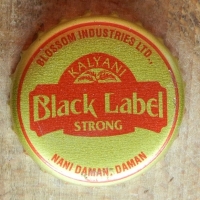 BLOSSOM INDUSTRIES LTD.,
KALYANI
Black Label
STRONG
NANI DAMAN: DAMAN